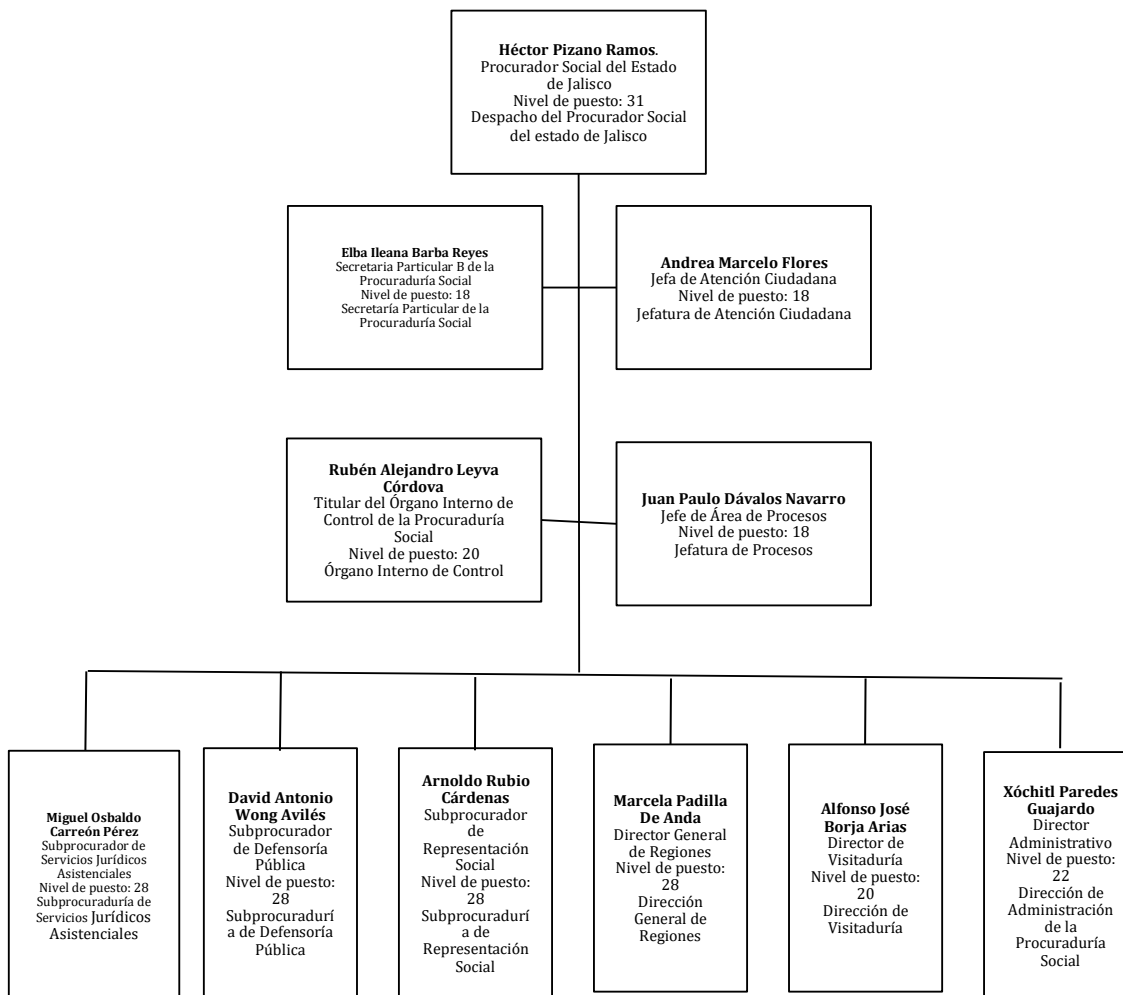 Héctor Pizano Ramos.
Procurador Social del Estado
de Jalisco
Nivel de puesto: 31
Despacho del Procurador Social
del estado de Jalisco
Elba Ileana Barba Reyes
Secretaria Particular B de la
Procuraduría Social
Nivel de puesto: 18
Secretaría Particular de la
Procuraduría Social
Andrea Marcelo Flores
Jefa de Atención Ciudadana
Nivel de puesto: 18
Jefatura de Atención Ciudadana
Rubén Alejandro Leyva
Córdova
Titular del Órgano Interno de
Control de la Procuraduría
Social
Nivel de puesto: 20
Órgano Interno de Control
Juan Paulo Dávalos Navarro
Jefe de Área de Procesos
Nivel de puesto: 18
Jefatura de Procesos
Miguel Osbaldo
Carreón Pérez
Subprocurador de
Servicios Jurídicos
Asistenciales
Nivel de puesto: 28
Subprocuraduría de
Servicios Jurídicos
Asistenciales
David Antonio
Wong Avilés
Subprocurador
de Defensoría
Pública
Nivel de puesto:
28
Subprocuradurí
a de Defensoría
Pública
Arnoldo Rubio
Cárdenas
Subprocurador
de
Representación
Social
Nivel de puesto:
28
Subprocuradurí
a de
Representación
Social
Marcela Padilla
De Anda
Director General
de Regiones
Nivel de puesto:
28
Dirección
General de
Regiones
Alfonso José
Borja Arias
Director de
Visitaduría
Nivel de puesto:
20
Dirección de
Visitaduría
Xóchitl Paredes
Guajardo
Director
Administrativo
Nivel de puesto:
22
Dirección de
Administración
de la
Procuraduría
Social